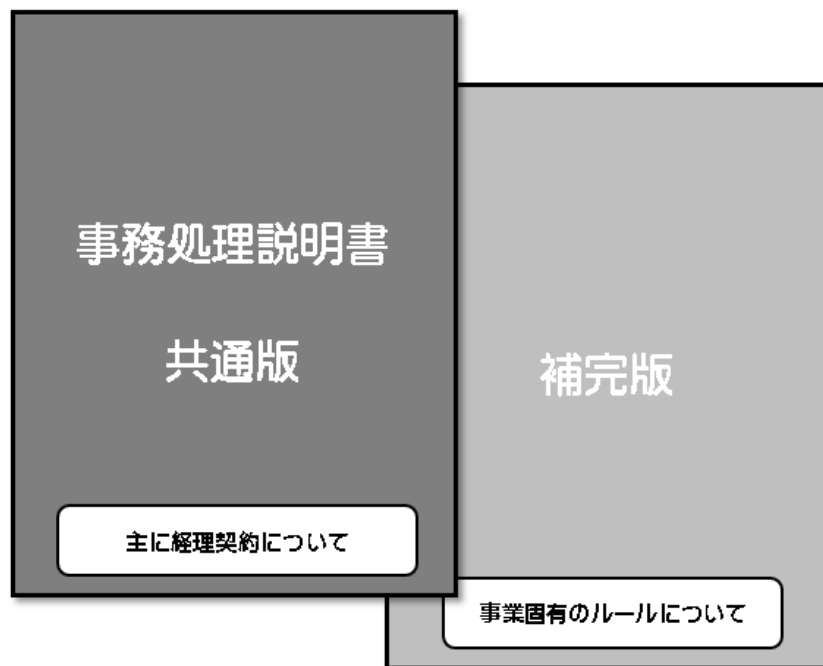 事務処理説明書
共通版
主に経理契約について
補完版
事業固有のルールについて